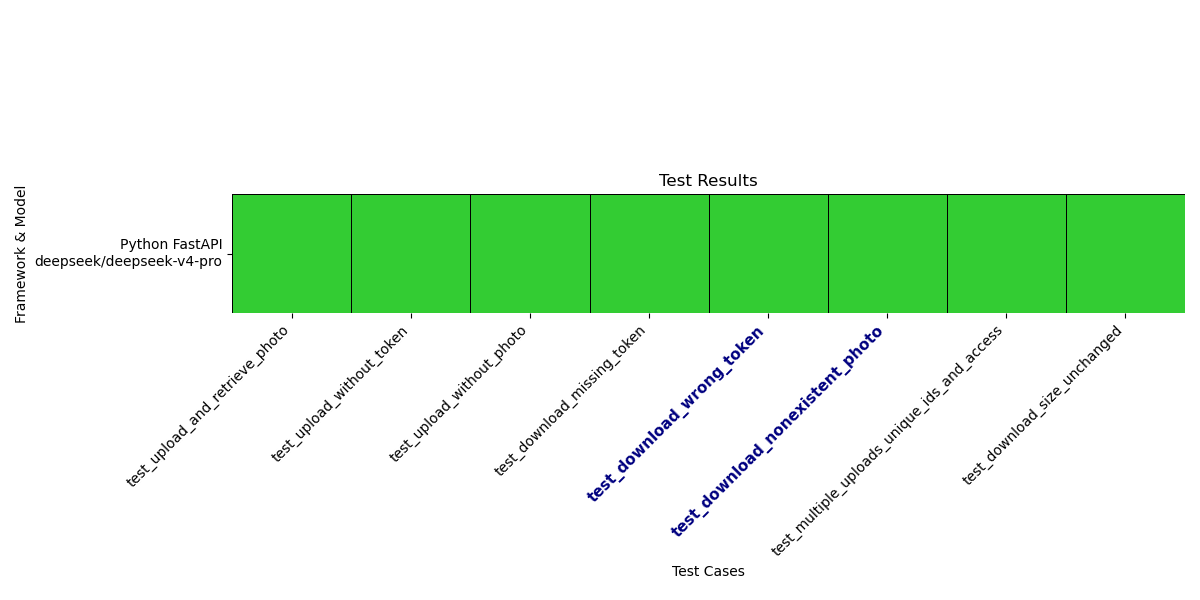 Test Results
Framework & Model
Python FastAPI
deepseek/deepseek-v4-pro
test_upload_and_retrieve_photo
test_upload_without_token
test_upload_without_photo
test_download_missing_token
test_download_wrong_token
test_download_nonexistent_photo
test_multiple_uploads_unique_ids_and_access
test_download_size_unchanged
Test Cases